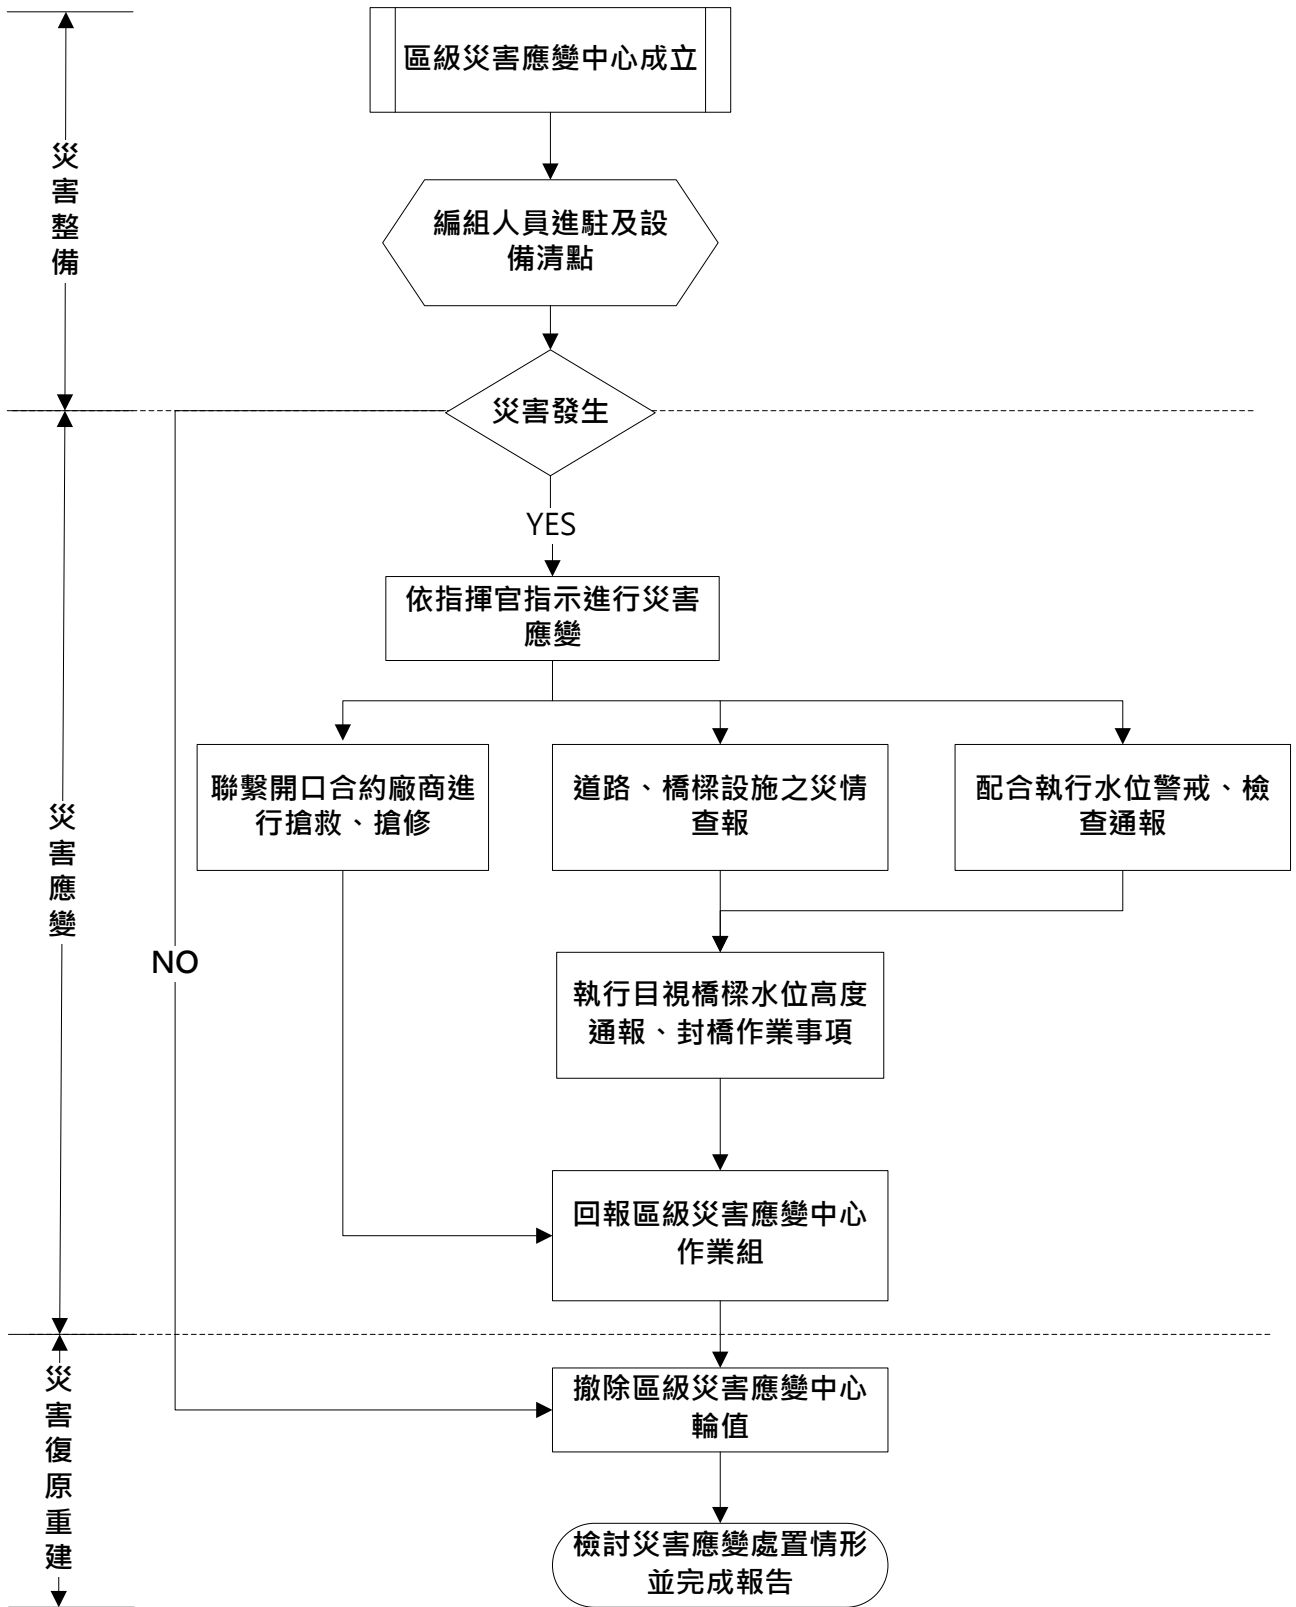 區級災害應變中心成立
災害整備
編組人員進駐及設
備清點
災害發生
YES
依指揮官指示進行災害
應變
災害應變
NO
聯繫開口合約廠商進
行搶救、搶修
道路、橋樑設施之災情
查報
配合執行水位警戒、檢
查通報
執行目視橋樑水位高度
通報、封橋作業事項
回報區級災害應變中心
作業組
災害復原重建
撤除區級災害應變中心
輪值
檢討災害應變處置情形
並完成報告